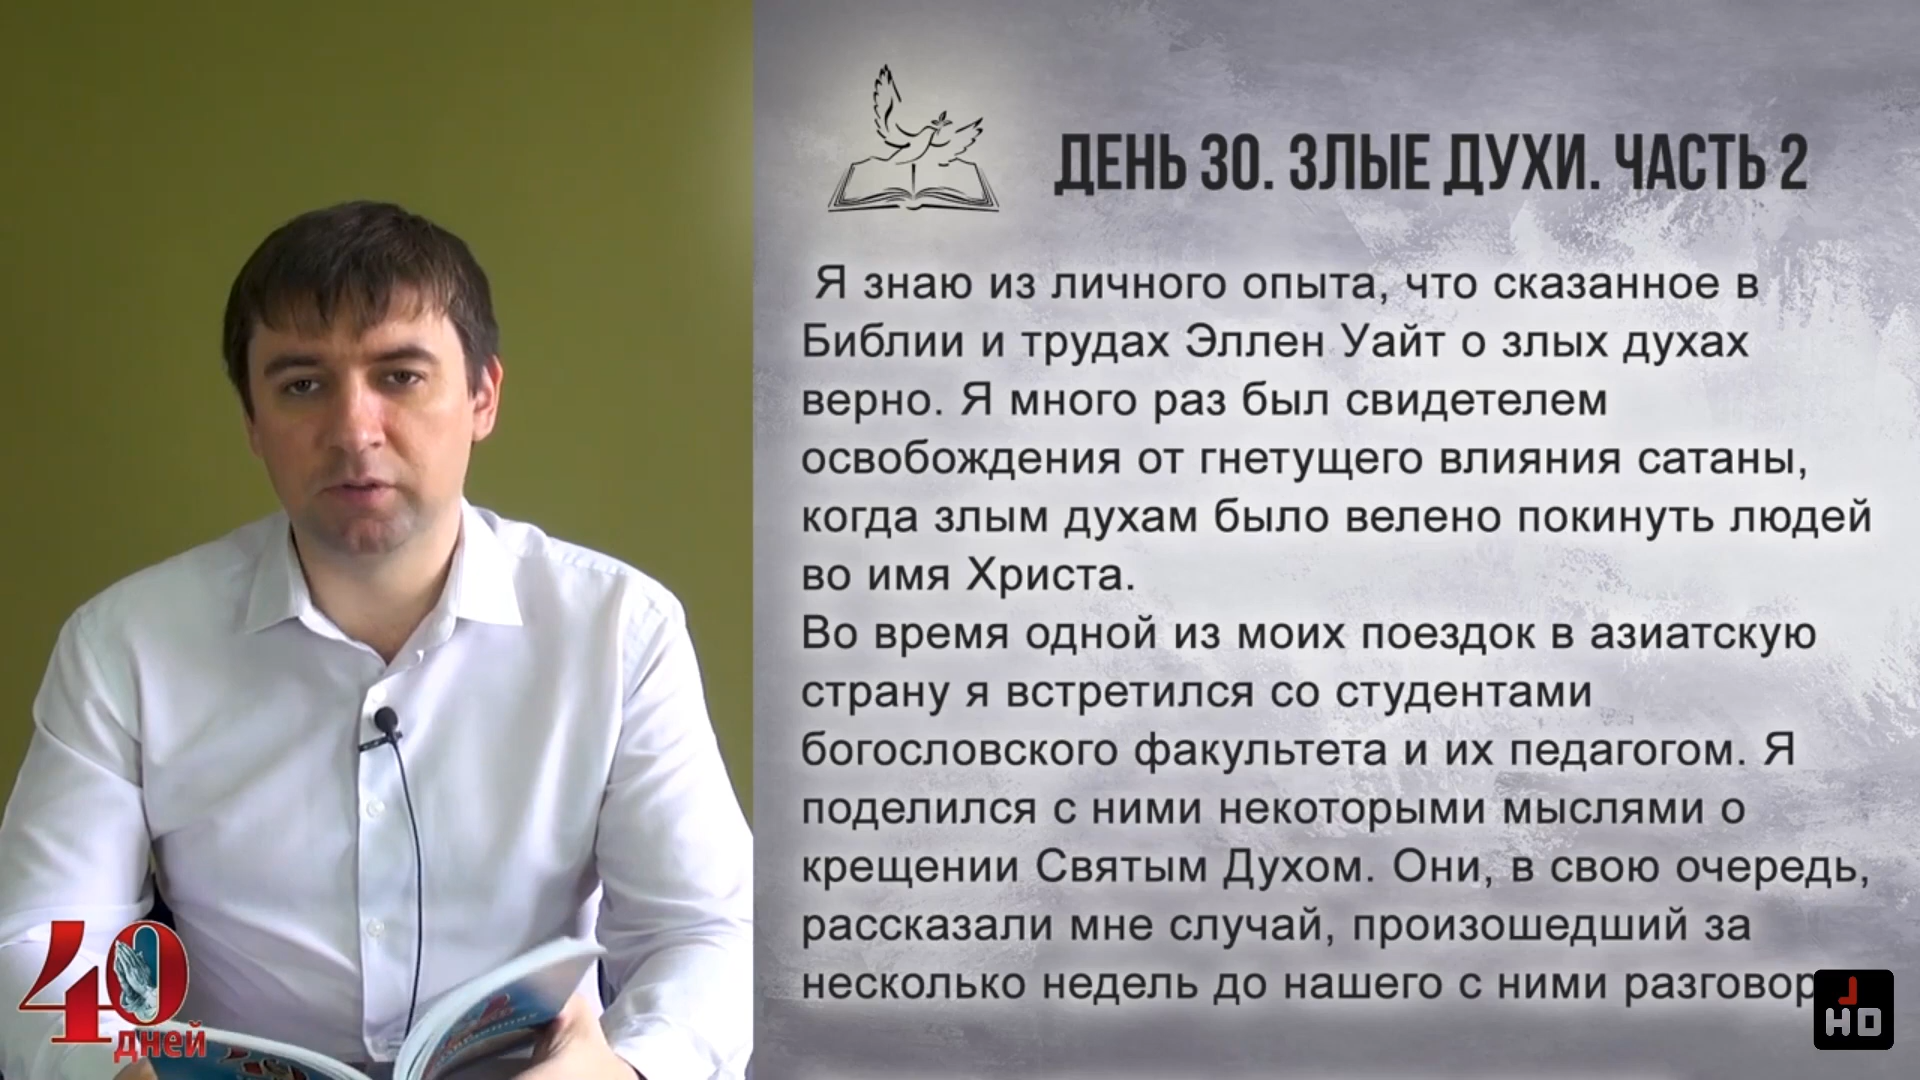 ДЕНЬ 30. ЗЛЫЕ ДУХИ. ЧАСТЬ 2
Я знаю из личного опыта, что сказанное в
Библии и трудах Эллен Уайт о злых духах
верно. Я много раз был свидетелем
освобождения от гнетущего влияния сатаны,
когда злым духам было велено покинуть людей
во имя Христа.
Во время одной из моих поездок в азиатскую
страну я встретился со студентами
богословского факультета и их педагогом. Я
поделился с ними некоторыми мыслями о
крещении Святым Духом. Они, в свою очередь,
рассказали мне случай, произошедший за
несколько недель до нашего с ними разговор
40
дней